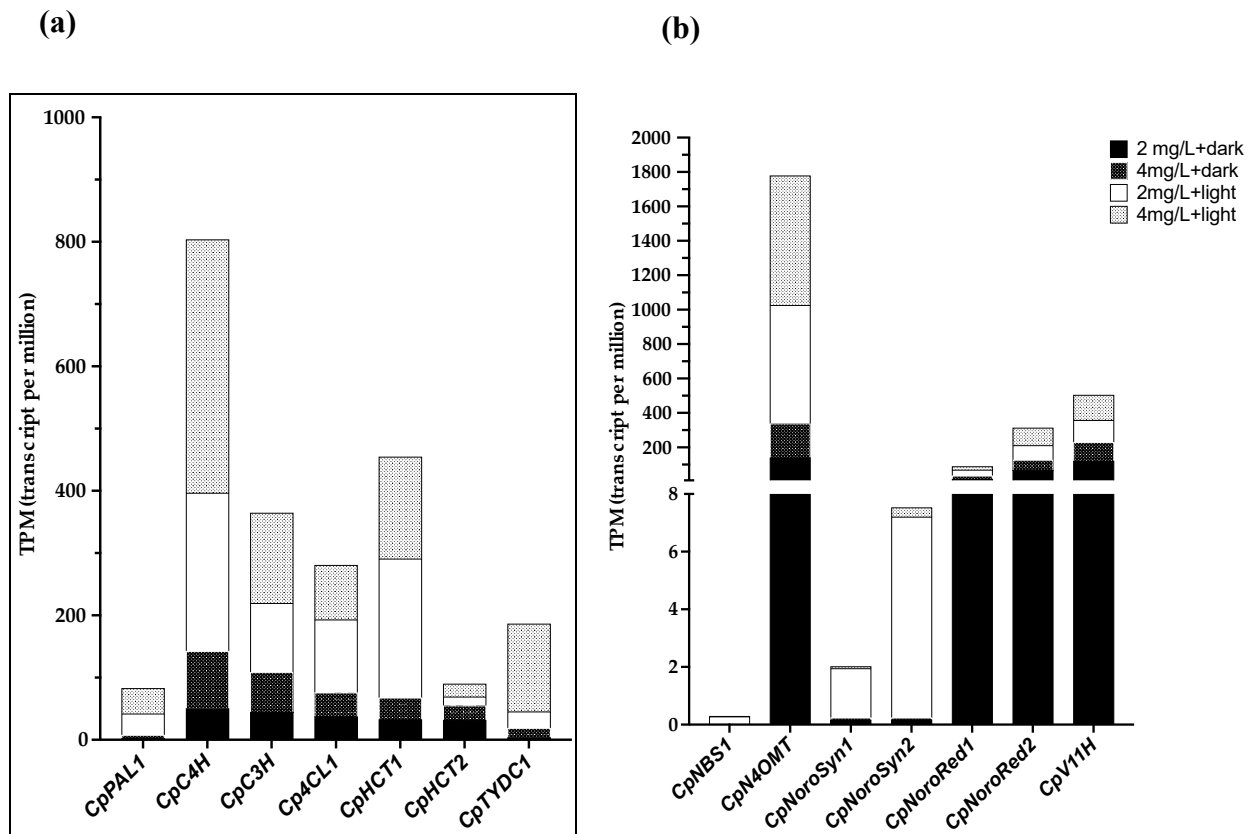 (a)
TPM (transcript per million)
1000
800
600
400
200
0
CpPAL1
CpC4H
CpC3H
Cp4CL1
CpHCT1
CpHCT2
CpTYDC1
(b)
TPM (transcript per million)
2000
1800
1600
1400
1200
1000
800
600
400
200
8
6
4
2
0
CpNBS1
CpN4OMT
CpNoroSyn1
CpNoroSyn2
CpNoroRed1
CpNoroRed2
CpV11H
2 mg/L+dark
4mg/L+dark
2mg/L+light
4mg/L+light